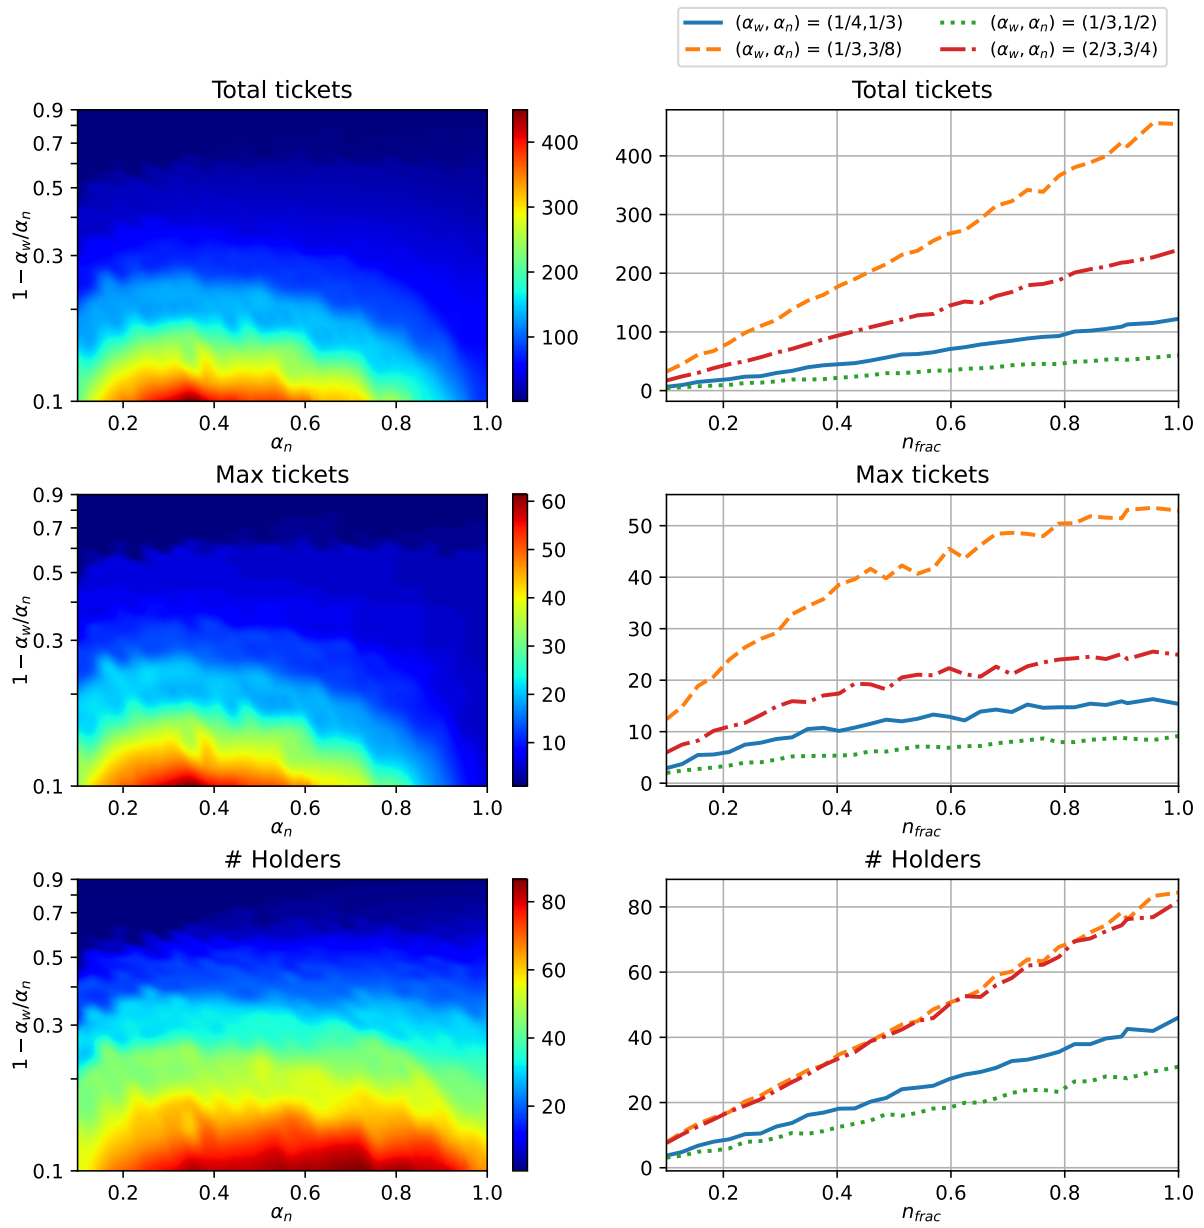 (α_w, α_n) = (1/4,1/3)
(α_w, α_n) = (1/3,1/2)
(α_w, α_n) = (1/3,3/8)
(α_w, α_n) = (2/3,3/4)
Total tickets
0.9
0.7
0.5
0.3
0.1
1 − α_w/α_n
0.2 0.4 0.6 0.8 1.0
α_n
400
300
200
100
Total tickets
400
300
200
100
0
0.2 0.4 0.6 0.8 1.0
n_frac
Max tickets
0.9
0.7
0.5
0.3
0.1
1 − α_w/α_n
0.2 0.4 0.6 0.8 1.0
α_n
60
50
40
30
20
10
Max tickets
50
40
30
20
10
0
0.2 0.4 0.6 0.8 1.0
n_frac
# Holders
0.9
0.7
0.5
0.3
0.1
1 − α_w/α_n
0.2 0.4 0.6 0.8 1.0
α_n
80
60
40
20
# Holders
80
60
40
20
0
0.2 0.4 0.6 0.8 1.0
n_frac